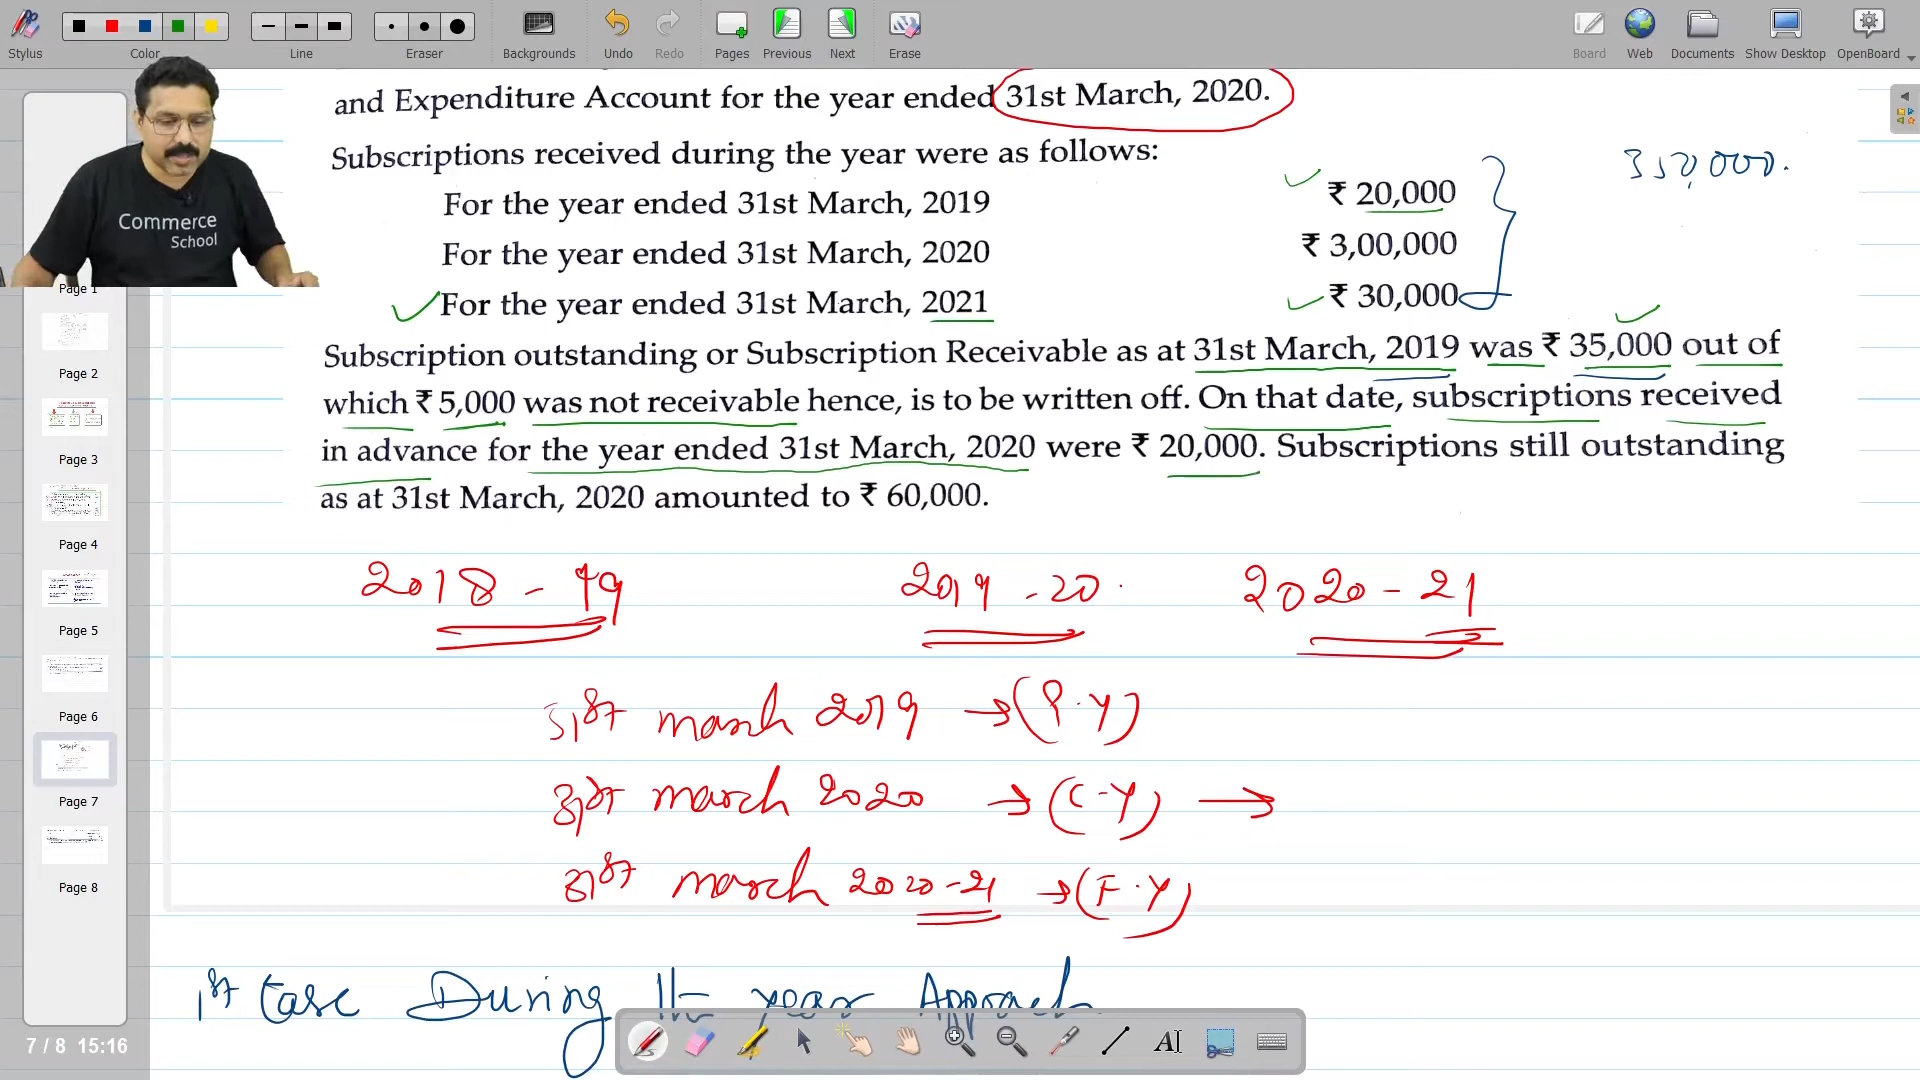 Stylus
Color
Line
Eraser
Backgrounds
Undo
Redo
Pages
Previous
Next
Erase
Board
Web
Documents
Show Desktop
OpenBoard
Commerce
School
and Expenditure Account for the year ended 31st March, 2020.
Subscriptions received during the year were as follows:
For the year ended 31st March, 2019 ₹ 20,000
For the year ended 31st March, 2020 ₹ 3,00,000
For the year ended 31st March, 2021 ₹ 30,000
350,000.
Subscription outstanding or Subscription Receivable as at 31st March, 2019 was ₹ 35,000 out of
which ₹ 5,000 was not receivable hence, is to be written off. On that date, subscriptions received
in advance for the year ended 31st March, 2020 were ₹ 20,000. Subscriptions still outstanding
as at 31st March, 2020 amounted to ₹ 60,000.
2018 - 19 2019 - 20 2020 - 21
31st march 2019 → (P.Y)
31st march 2020 → (C-Y) →
31st march 2020-21 → (F.Y)
1st Case During the year Approach
Page 1
Page 2
Page 3
Page 4
Page 5
Page 6
Page 7
Page 8
7 / 8 15:16